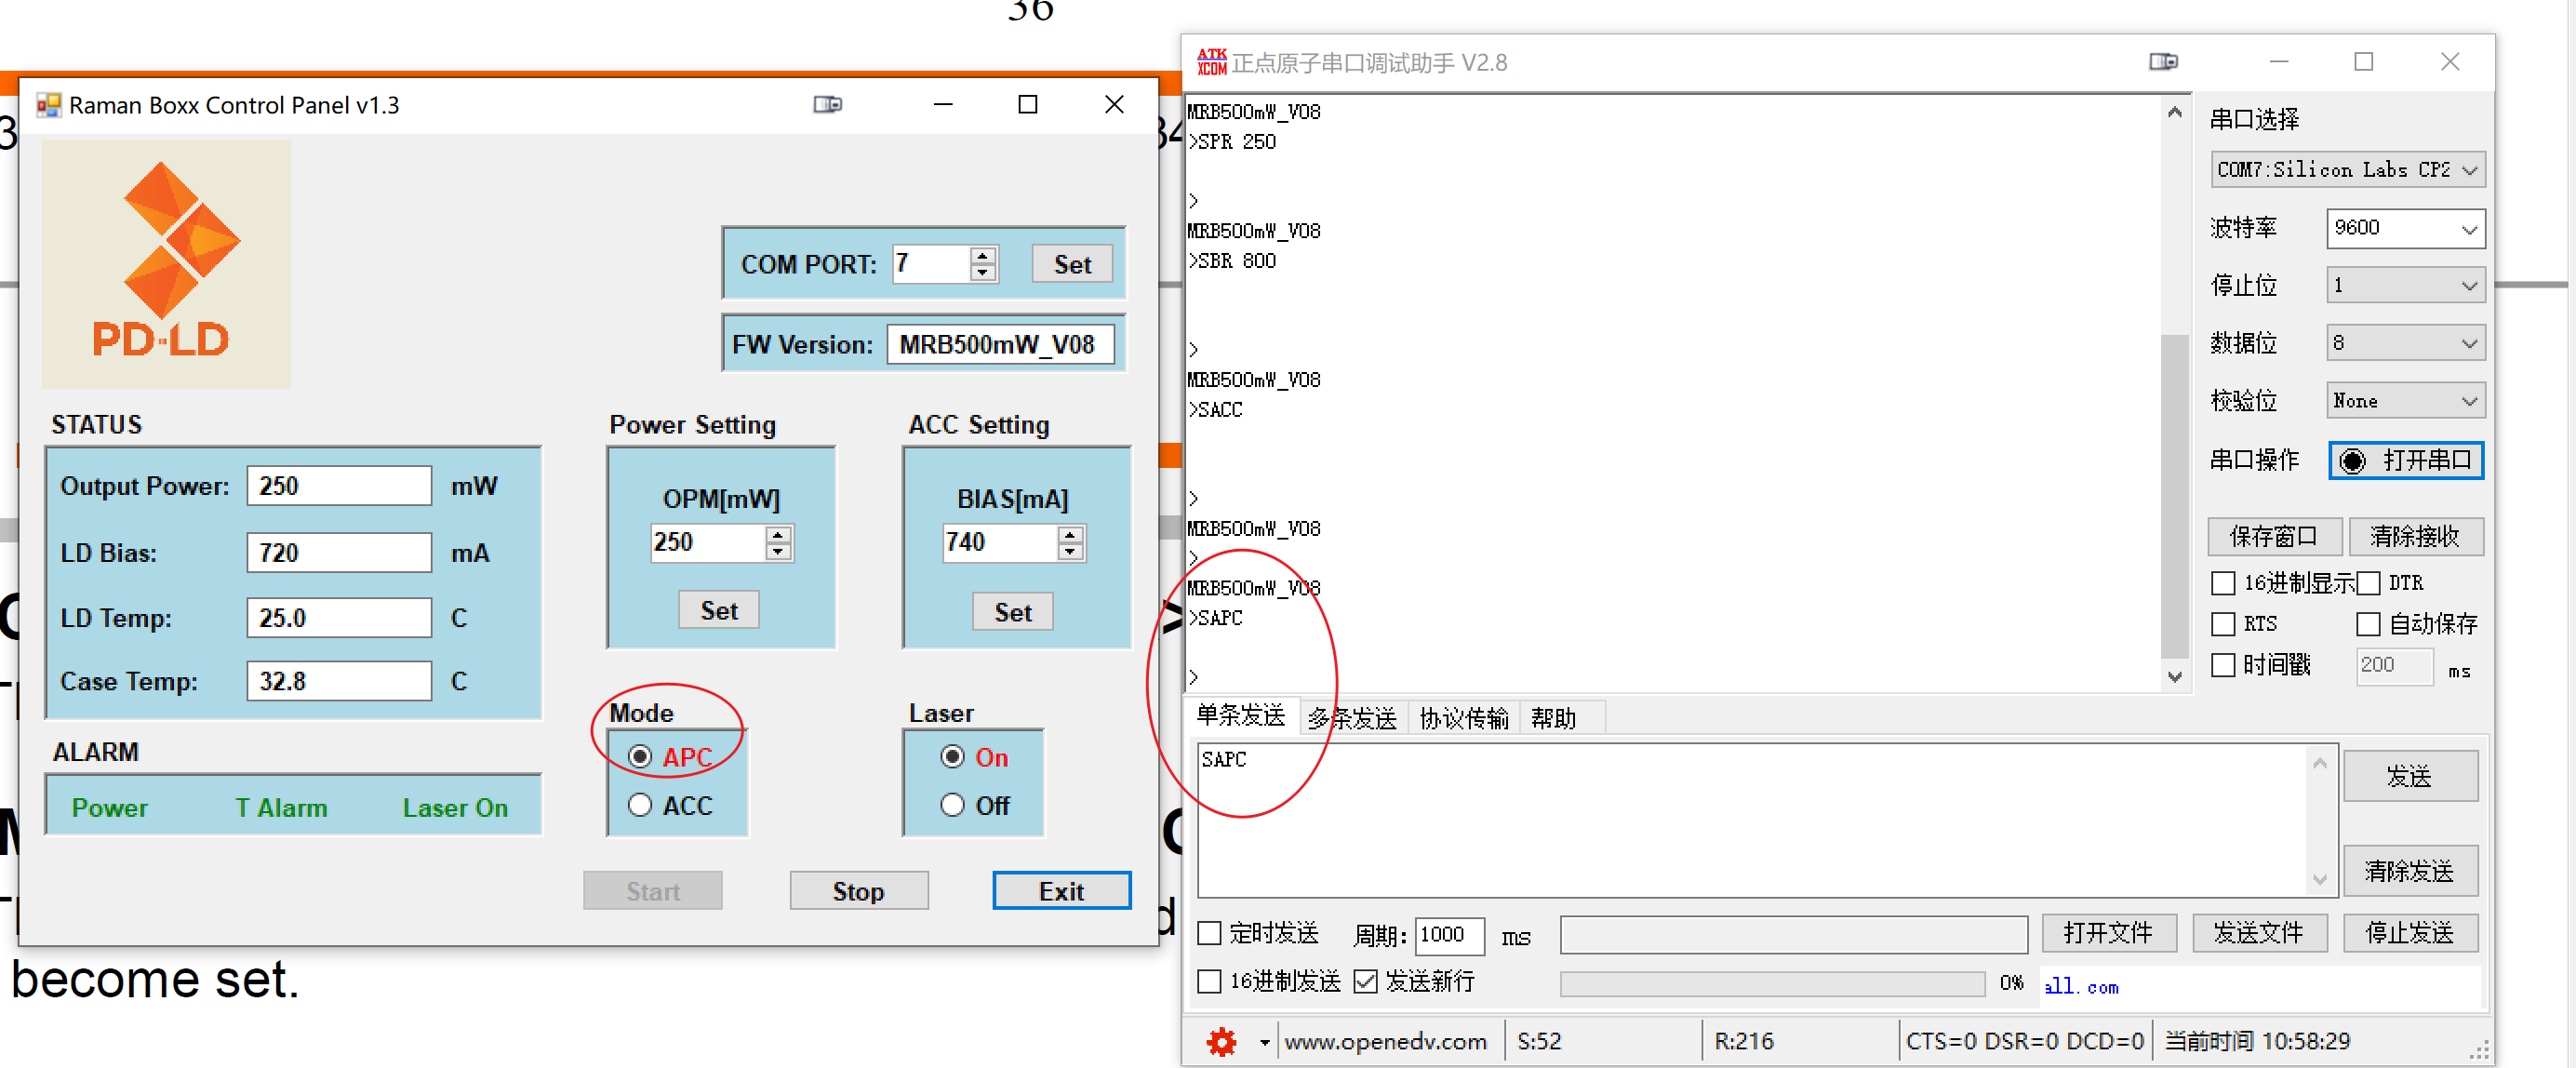 36
Raman Boxx Control Panel v1.3
PD-LD
COM PORT: 7 Set
FW Version: MRB500mW_V08
STATUS
Output Power: 250 mW
LD Bias: 720 mA
LD Temp: 25.0 C
Case Temp: 32.8 C
ALARM
Power T Alarm Laser On
Power Setting
OPM[mW]
250
Set
ACC Setting
BIAS[mA]
740
Set
Mode
APC
ACC
Laser
On
Off
Start Stop Exit
become set.
ATK XCOM 正点原子串口调试助手 V2.8
MRB500mW_V08
>SPR 250
>
MRB500mW_V08
>SBR 800
>
MRB500mW_V08
>SACC
>
MRB500mW_V08
>
MRB500mW_V08
>SAPC
>
串口选择
COM7:Silicon Labs CP2
波特率 9600
停止位 1
数据位 8
校验位 None
串口操作 打开串口
保存窗口 清除接收
16进制显示 DTR
RTS 自动保存
时间戳 200 ms
单条发送 多条发送 协议传输 帮助
SAPC
发送
清除发送
定时发送 周期: 1000 ms 打开文件 发送文件 停止发送
16进制发送 发送新行 0% all.com
www.openedv.com S:52 R:216 CTS=0 DSR=0 DCD=0 当前时间 10:58:29